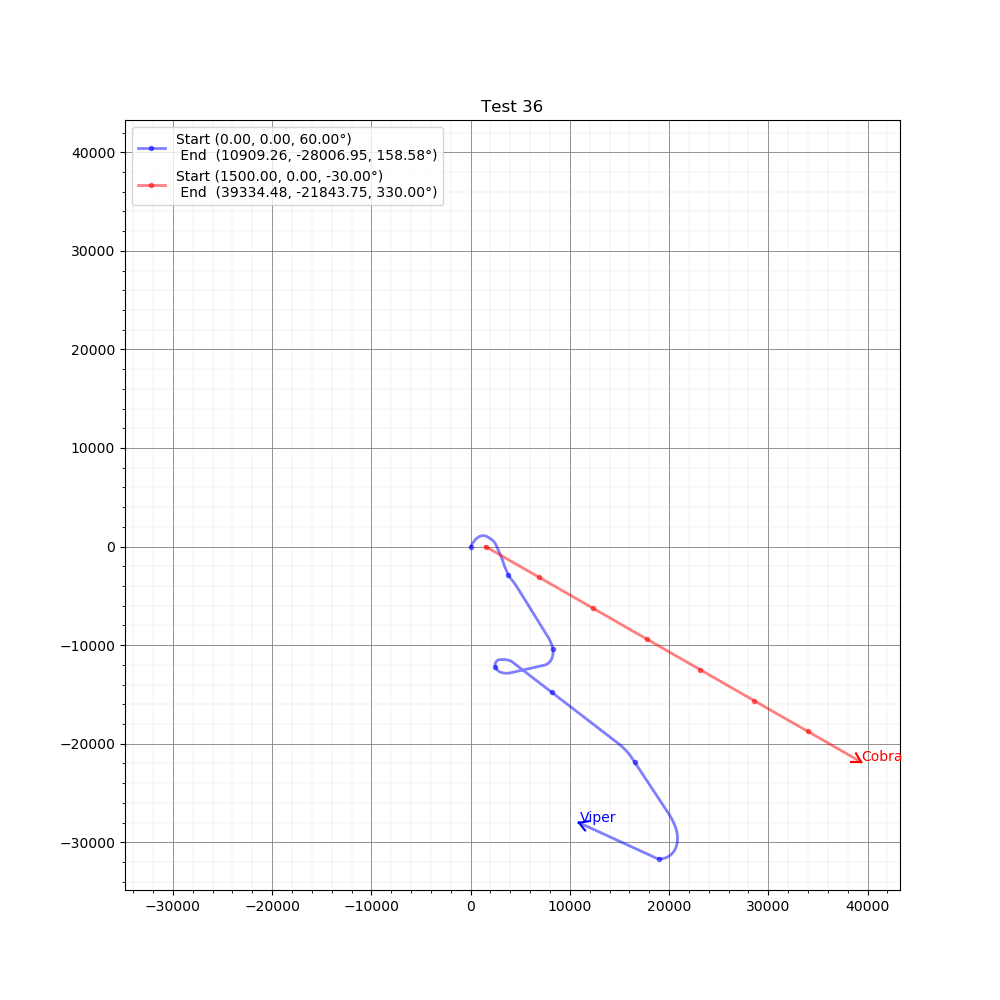 Test 36
Start (0.00, 0.00, 60.00°)
End (10909.26, -28006.95, 158.58°)
Start (1500.00, 0.00, -30.00°)
End (39334.48, -21843.75, 330.00°)
40000
30000
20000
10000
0
−10000
−20000
−30000
Cobra
Viper
−30000 −20000 −10000 0 10000 20000 30000 40000